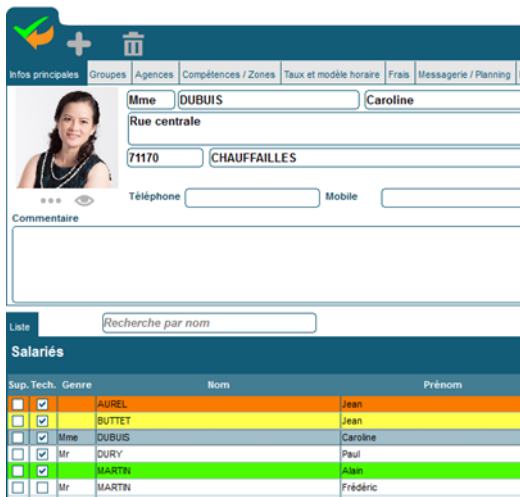 Infos principales Groupes Agences Compétences / Zones Taux et modèle horaire Frais Messagerie / Planning
Mme DUBUIS Caroline
Rue centrale
71170 CHAUFFAILLES
Téléphone Mobile
Commentaire
Liste Recherche par nom
Salariés
Sup. Tech. Genre Nom Prénom
AUREL Jean
BUTTET Jean
Mme DUBUIS Caroline
Mr DURY Paul
MARTIN Alain
Mr MARTIN Frédéric